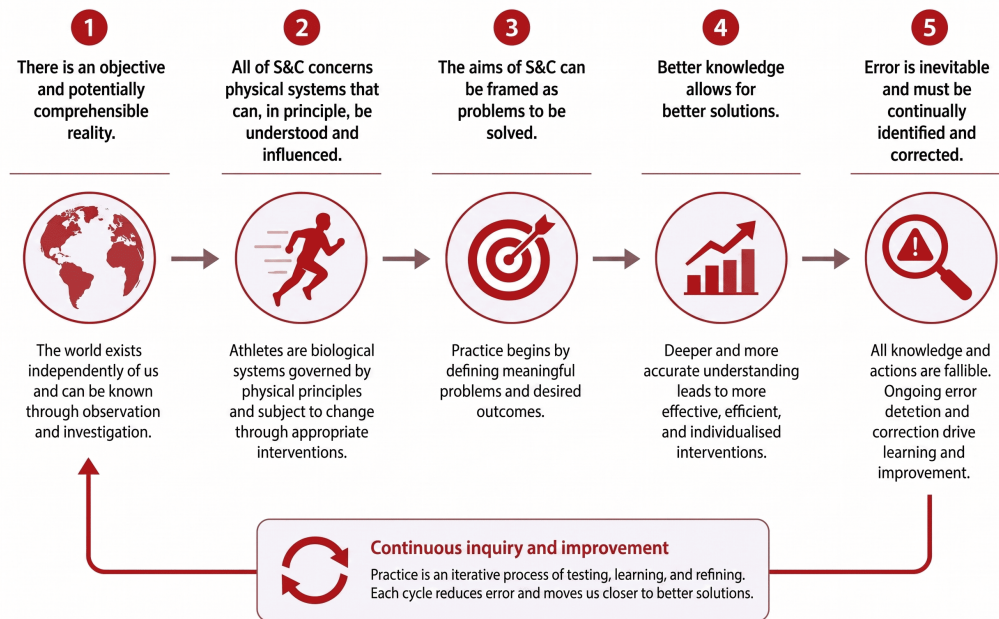 1
There is an objective
and potentially
comprehensible
reality.
The world exists
independently of us
and can be known
through observation
and investigation.
2
All of S&C concerns
physical systems that
can, in principle, be
understood and
influenced.
Athletes are biological
systems governed by
physical principles
and subject to change
through appropriate
interventions.
3
The aims of S&C can
be framed as
problems to be
solved.
Practice begins by
defining meaningful
problems and desired
outcomes.
4
Better knowledge
allows for
better solutions.
Deeper and more
accurate understanding
leads to more
effective, efficient,
and individualised
interventions.
5
Error is inevitable
and must be
continually
identified and
corrected.
All knowledge and
actions are fallible.
Ongoing error
detetion and
correction drive
learning and
improvement.
Continuous inquiry and improvement
Practice is an iterative process of testing, learning, and refining.
Each cycle reduces error and moves us closer to better solutions.